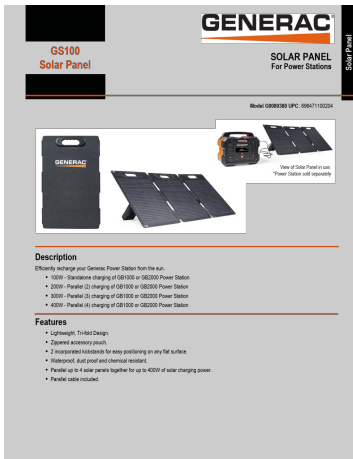 GENERAC®
GS100
Solar Panel
SOLAR PANEL
For Power Stations
Solar Panel
Model G0080380 UPC: 696471100204
GENERAC
View of Solar Panel in use.
*Power Station sold separately
Description
Efficiently recharge your Generac Power Station from the sun.
• 100W - Standalone charging of GB1000 or GB2000 Power Station
• 200W - Parallel (2) charging of GB1000 or GB2000 Power Station
• 300W - Parallel (3) charging of GB1000 or GB2000 Power Station
• 400W - Parallel (4) charging of GB1000 or GB2000 Power Station
Features
• Lightweight, Tri-fold Design.
• Zippered accessory pouch.
• 2 incorporated kickstands for easy positioning on any flat surface.
• Waterproof, dust proof and chemical resistant.
• Parallel up to 4 solar panels together for up to 400W of solar charging power.
• Parallel cable included.